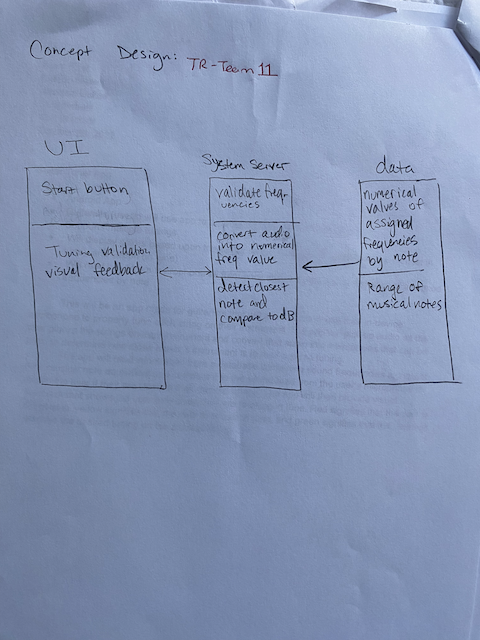 Concept Design: TR-Team 11
UI
Start button
Tuning validation
visual feedback
System Server
validate freq-
uencies
convert audio
into numerical
freq value
detect closest
note and
compare to dB
data
numerical
values of
assigned
frequencies
by note
Range of
musical notes